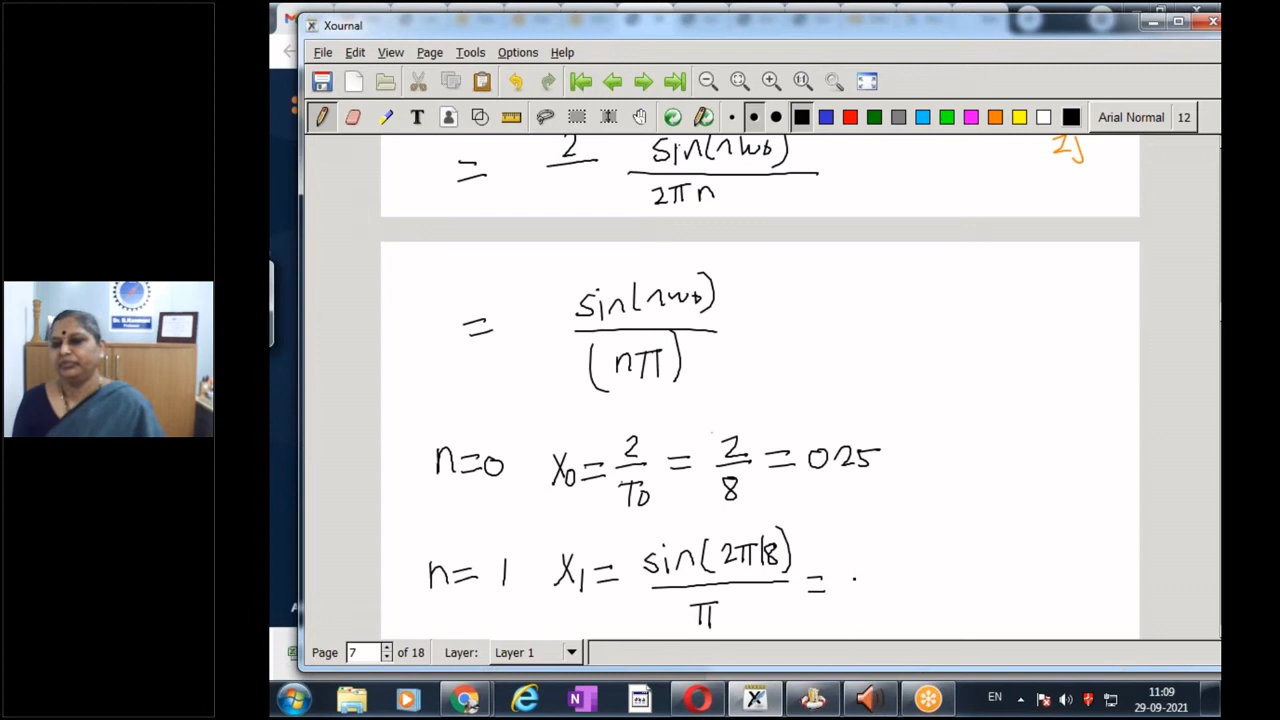 Xournal
File Edit View Page Tools Options Help
Arial Normal 12
= 2 sin(nω₀)
2πn
2j
= sin(nω₀)
(nπ)
n=0 X0 = 2/T0 = 2/8 = 0.25
n=1 X1 = sin(2π/8)/π =
Page 7 of 18 Layer: Layer 1
EN 11:09
29-09-2021